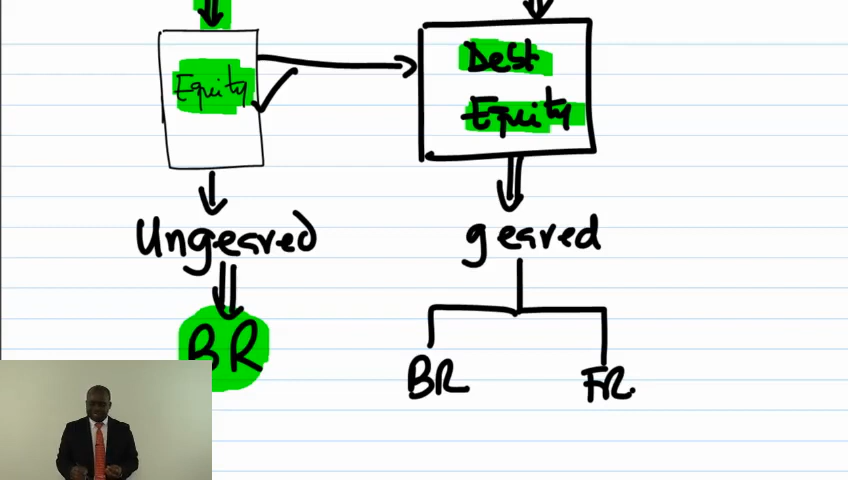 Debt
Equity
Equity
Ungeared
geared
BR
BR
FR